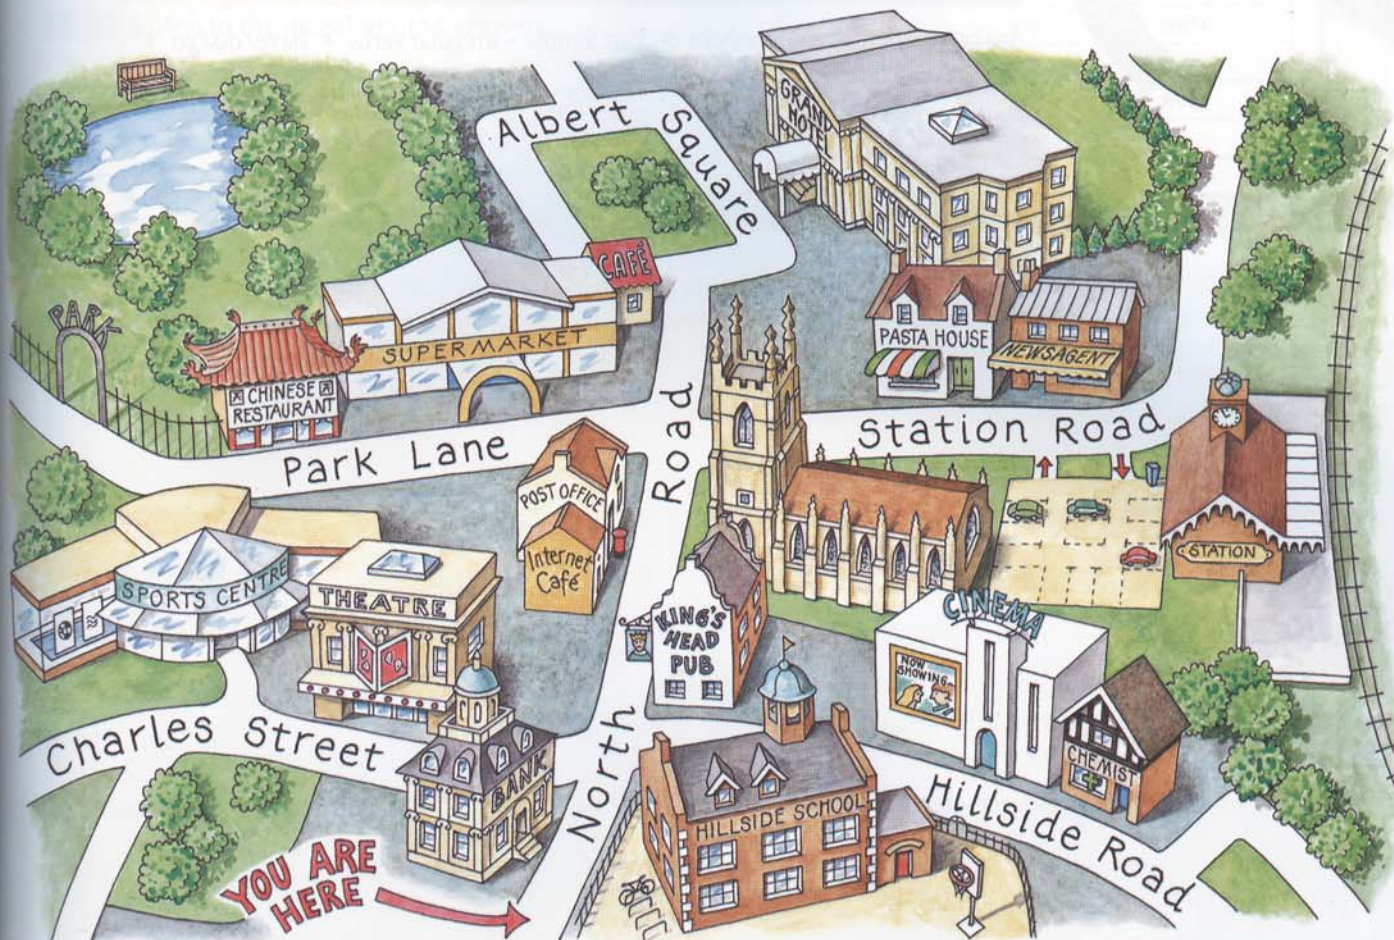 Albert Square
GRAND
HOTEL
CAFÉ
PARK
SUPERMARKET
CHINESE
RESTAURANT
PASTA HOUSE
NEWSAGENT
Park Lane
Station Road
North Road
POST OFFICE
Internet
Café
STATION
SPORTS CENTRE
THEATRE
KING'S
HEAD
PUB
CINEMA
NOW
SHOWING
Charles Street
BANK
CHEMIST
HILLSIDE SCHOOL
Hillside Road
YOU ARE
HERE